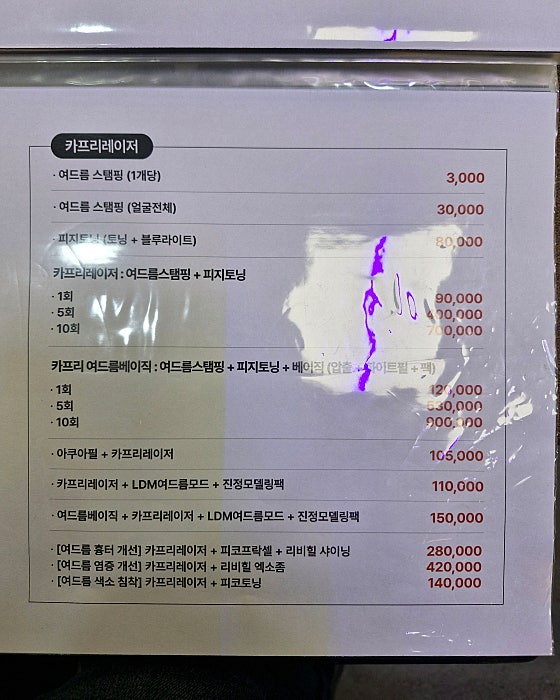 카프리레이저
· 여드름 스탬핑 (1개당) 3,000
· 여드름 스탬핑 (얼굴전체) 30,000
· 피지토닝 (토닝 + 블루라이트) 80,000
카프리레이저 : 여드름스탬핑 + 피지토닝
· 1회 90,000
· 5회 400,000
· 10회 700,000
카프리 여드름베이직 : 여드름스탬핑 + 피지토닝 + 베이직 (압출 + 라이트필 + 팩)
· 1회 120,000
· 5회 530,000
· 10회 900,000
· 아쿠아필 + 카프리레이저 105,000
· 카프리레이저 + LDM여드름모드 + 진정모델링팩 110,000
· 여드름베이직 + 카프리레이저 + LDM여드름모드 + 진정모델링팩 150,000
· [여드름 흉터 개선] 카프리레이저 + 피코프락셀 + 리비힐 샤이닝 280,000
· [여드름 염증 개선] 카프리레이저 + 리비힐 엑소좀 420,000
· [여드름 색소 침착] 카프리레이저 + 피코토닝 140,000